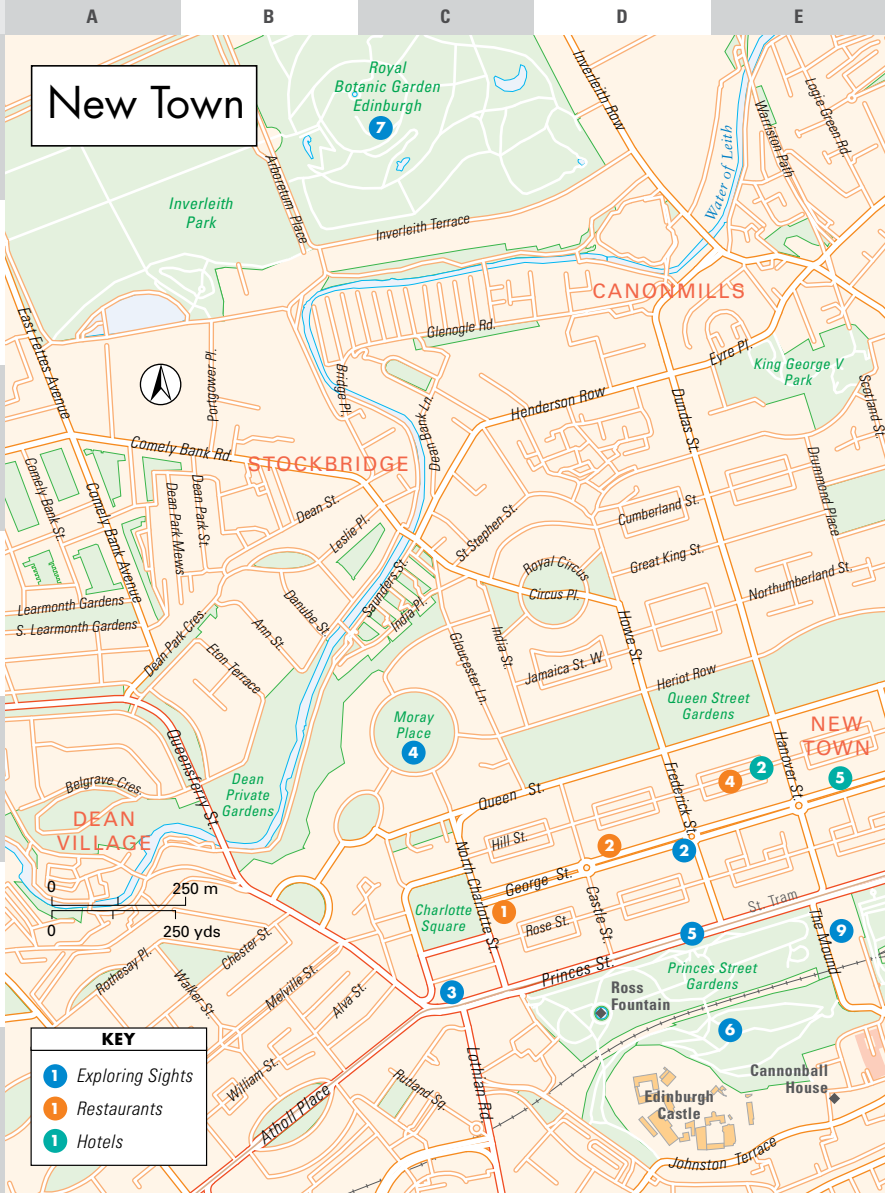 A
B
C
D
E
New Town
Royal
Botanic Garden
Edinburgh
7
Inverleith Row
Logie Green Rd.
Warriston Path
Water of Leith
Arboretum Place
Inverleith
Park
Inverleith Terrace
CANONMILLS
East Fettes Avenue
Glenogle Rd.
Portgower Pl.
Bridge Pl.
Eyre Pl.
King George V
Park
Scotland St.
Dean Bank Ln.
Henderson Row
Dundas St.
Comely Bank Rd.
STOCKBRIDGE
Drummond Place
Comely Bank St.
Comely Bank Avenue
Dean Park Mews
Dean Park St.
Dean St.
Leslie Pl.
St Stephen St.
Cumberland St.
Royal Circus
Great King St.
Circus Pl.
Northumberland St.
Saunders St.
India Pl.
Learmonth Gardens
S. Learmonth Gardens
Danube St.
Ann St.
Dean Park Cres.
Eton Terrace
Gloucester Ln.
India St.
Howe St.
Jamaica St. W
Heriot Row
Queen Street
Gardens
Moray
Place
4
NEW
TOWN
Queensferry St.
Hanover St.
Frederick St.
4
2
5
Belgrave Cres.
Dean
Private
Gardens
Queen St.
DEAN
VILLAGE
Hill St.
2
2
North Charlotte St.
George St.
Castle St.
0
250 m
0
250 yds
Charlotte
Square
1
Rose St.
St. Tram
5
The Mound
9
Chester St.
Rothesay Pl.
Walker St.
Melville St.
Alva St.
Princes St.
Princes Street
Gardens
3
Ross
Fountain
6
KEY
1 Exploring Sights
1 Restaurants
1 Hotels
William St.
Atholl Place
Rutland Sq.
Lothian Rd
Cannonball
House
Edinburgh
Castle
Johnston Terrace